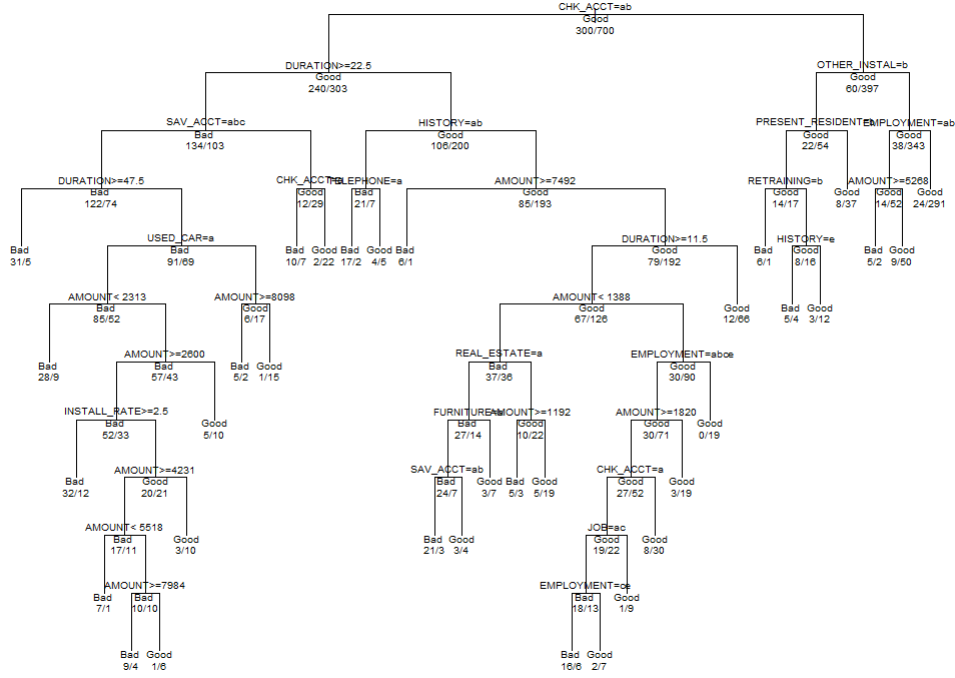 CHK_ACCT=ab
Good
300/700
DURATION>=22.5
Good
240/303
OTHER_INSTAL=b
Good
60/397
SAV_ACCT=abc
Bad
134/103
HISTORY=ab
Good
106/200
PRESENT_RESIDENT=b
Good
22/54
EMPLOYMENT=ab
Good
38/343
DURATION>=47.5
Bad
122/74
Good
12/29
TELEPHONE=a
Bad
21/7
AMOUNT>=7492
Good
85/193
RETRAINING=b
Good
14/17
Good
8/37
AMOUNT>=5268
Good
14/52
Good
24/291
Bad
31/5
USED_CAR=a
Bad
91/69
Bad
10/7
Good
2/22
Bad
17/2
Good
4/5
Bad
6/1
DURATION>=11.5
Good
79/192
Bad
6/1
HISTORY=e
Good
8/16
Bad
5/2
Good
9/50
AMOUNT< 2313
Bad
85/52
AMOUNT>=8098
Good
6/17
AMOUNT< 1388
Good
67/126
Good
12/66
Bad
5/4
Good
3/12
Bad
28/9
AMOUNT>=2600
Bad
57/43
Bad
5/2
Good
1/15
REAL_ESTATE=a
Bad
37/36
EMPLOYMENT=abce
Good
30/90
INSTALL_RATE>=2.5
Bad
52/33
Good
5/10
Bad
27/14
AMOUNT>=1192
Good
10/22
AMOUNT>=1820
Good
30/71
Good
0/19
Bad
32/12
AMOUNT>=4231
Good
20/21
SAV_ACCT=ab
Bad
24/7
Good
3/7
Bad
5/3
Good
5/19
CHK_ACCT=a
Good
27/52
Good
3/19
AMOUNT< 5518
Bad
17/11
Good
3/10
Bad
21/3
Good
3/4
JOB=ac
Good
19/22
Good
8/30
Bad
7/1
AMOUNT>=7984
Bad
10/10
EMPLOYMENT=ce
Bad
18/13
Good
1/9
Bad
9/4
Good
1/6
Bad
16/6
Good
2/7